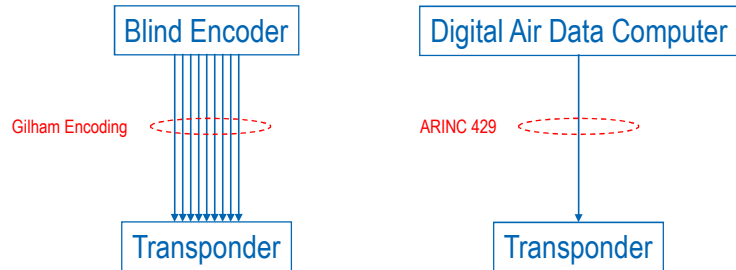 Blind Encoder
Digital Air Data Computer
Gilham Encoding
ARINC 429
Transponder
Transponder